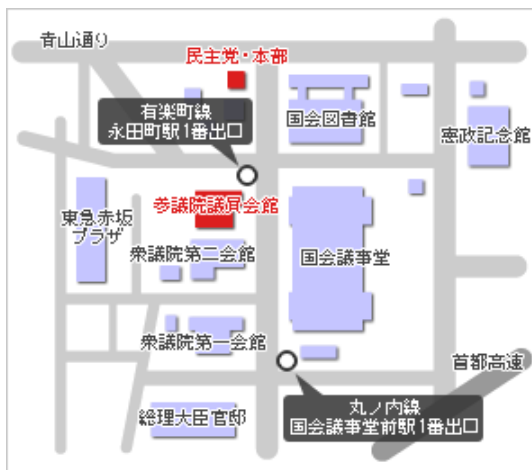 青山通り
民主党・本部
有楽町線
永田町駅1番出口
国会図書館
憲政記念館
参議院議員会館
東急赤坂
プラザ
衆議院第二会館
国会議事堂
衆議院第一会館
首都高速
丸ノ内線
国会議事堂前駅1番出口
総理大臣官邸